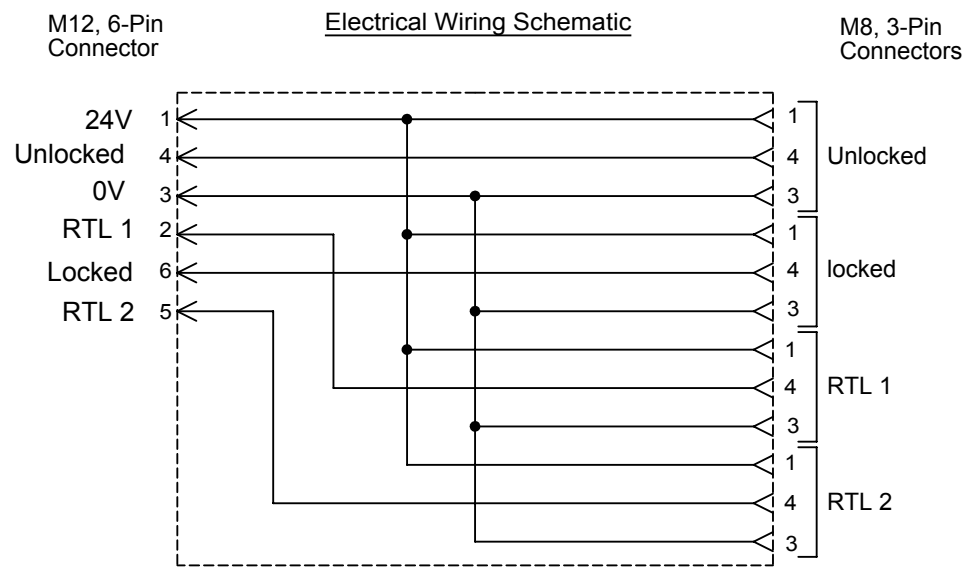 Electrical Wiring Schematic
M12, 6-Pin
Connector
M8, 3-Pin
Connectors
24V 1
Unlocked 4
0V 3
RTL 1 2
Locked 6
RTL 2 5
1
4 Unlocked
3
1
4 locked
3
1
4 RTL 1
3
1
4 RTL 2
3